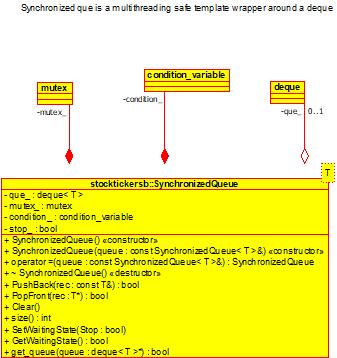 Synchronized que is a multithreading safe template wrapper around a deque
mutex
condition_variable
deque
-mutex_
-condition_
-que_ 0..1
T
stocktickersb::SynchronizedQueue
- que_ : deque< T >
- mutex_ : mutex
- condition_ : condition_variable
- stop_ : bool
+ SynchronizedQueue() «constructor»
+ SynchronizedQueue(queue : const SynchronizedQueue< T >&) «constructor»
+ operator =(queue : const SynchronizedQueue< T >&) : SynchronizedQueue
+ ~ SynchronizedQueue() «destructor»
+ PushBack(rec : const T&) : bool
+ PopFront(rec : T*) : bool
+ Clear()
+ size() : int
+ SetWaitingState(Stop : bool)
+ GetWaitingState() : bool
+ get_queue(queue : deque< T >*) : bool